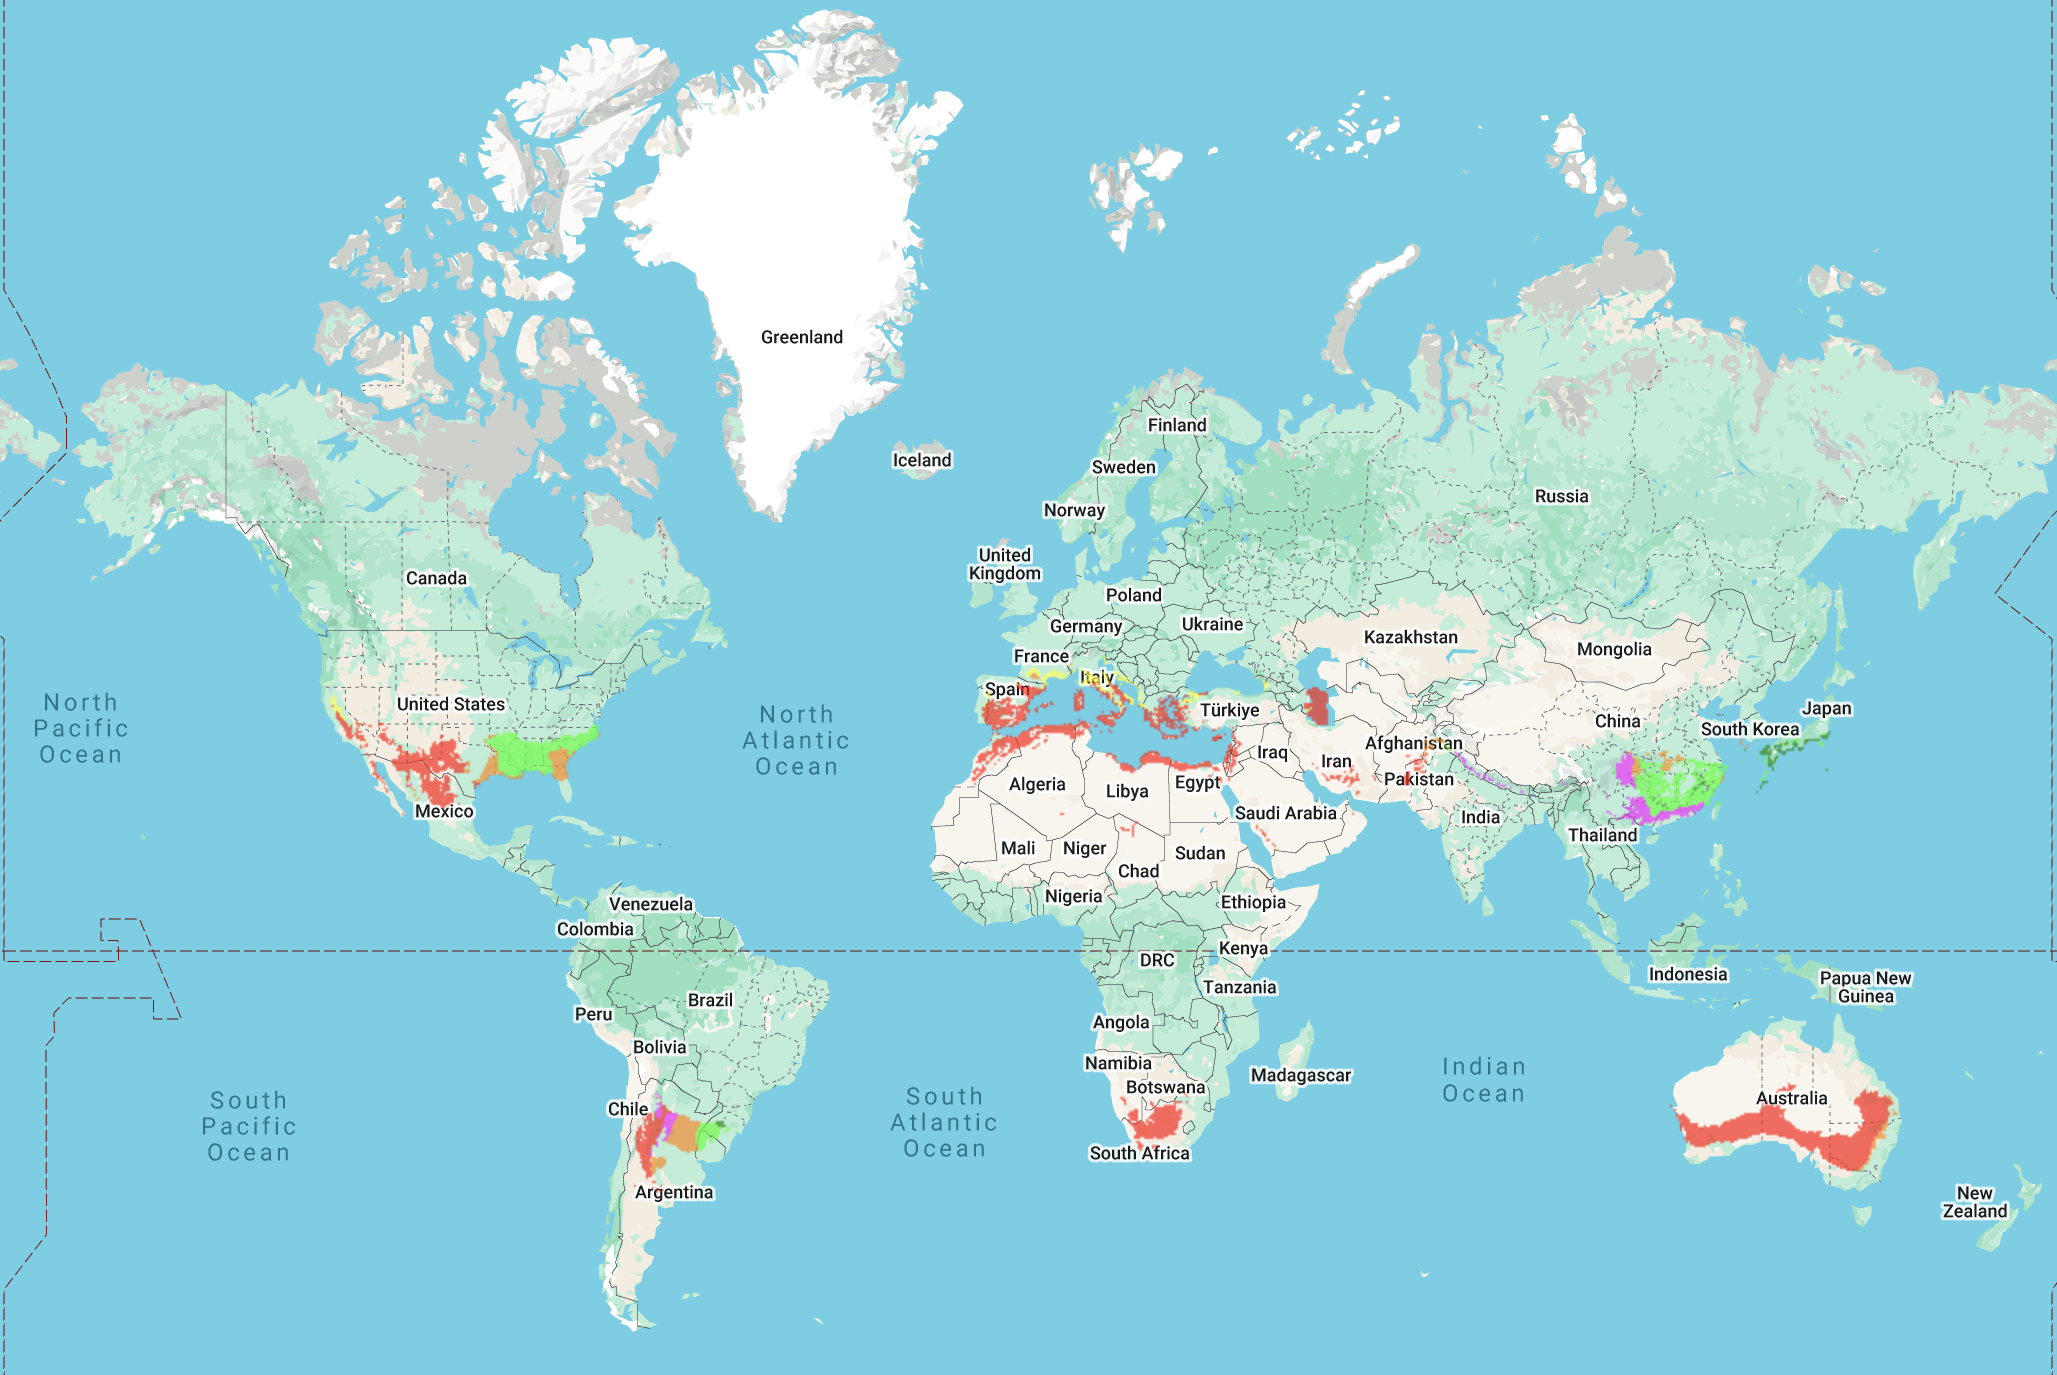 Greenland
Iceland
Finland
Sweden
Norway
Russia
United
Kingdom
Canada
Poland
Germany
Ukraine
Kazakhstan
Mongolia
France
Italy
Spain
United States
Türkiye
China
Japan
South Korea
North
Pacific
Ocean
North
Atlantic
Ocean
Afghanistan
Iraq
Iran
Pakistan
Algeria
Libya
Egypt
Mexico
Saudi Arabia
India
Thailand
Mali
Niger
Chad
Sudan
Nigeria
Ethiopia
Venezuela
Colombia
Kenya
DRC
Tanzania
Indonesia
Papua New
Guinea
Brazil
Peru
Angola
Bolivia
Namibia
Botswana
Madagascar
Indian
Ocean
Australia
Chile
South
Pacific
Ocean
South
Atlantic
Ocean
South Africa
Argentina
New
Zealand